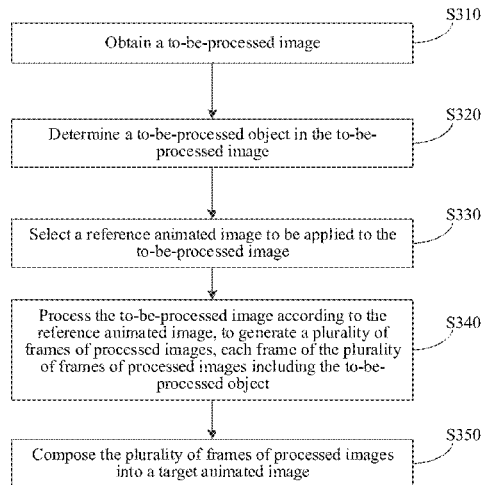 S310
Obtain a to-be-processed image
S320
Determine a to-be-processed object in the to-be-
processed image
S330
Select a reference animated image to be applied to the
to-be-processed image
S340
Process the to-be-processed image according to the
reference animated image, to generate a plurality of
frames of processed images, each frame of the plurality
of frames of processed images including the to-be-
processed object
S350
Compose the plurality of frames of processed images
into a target animated image